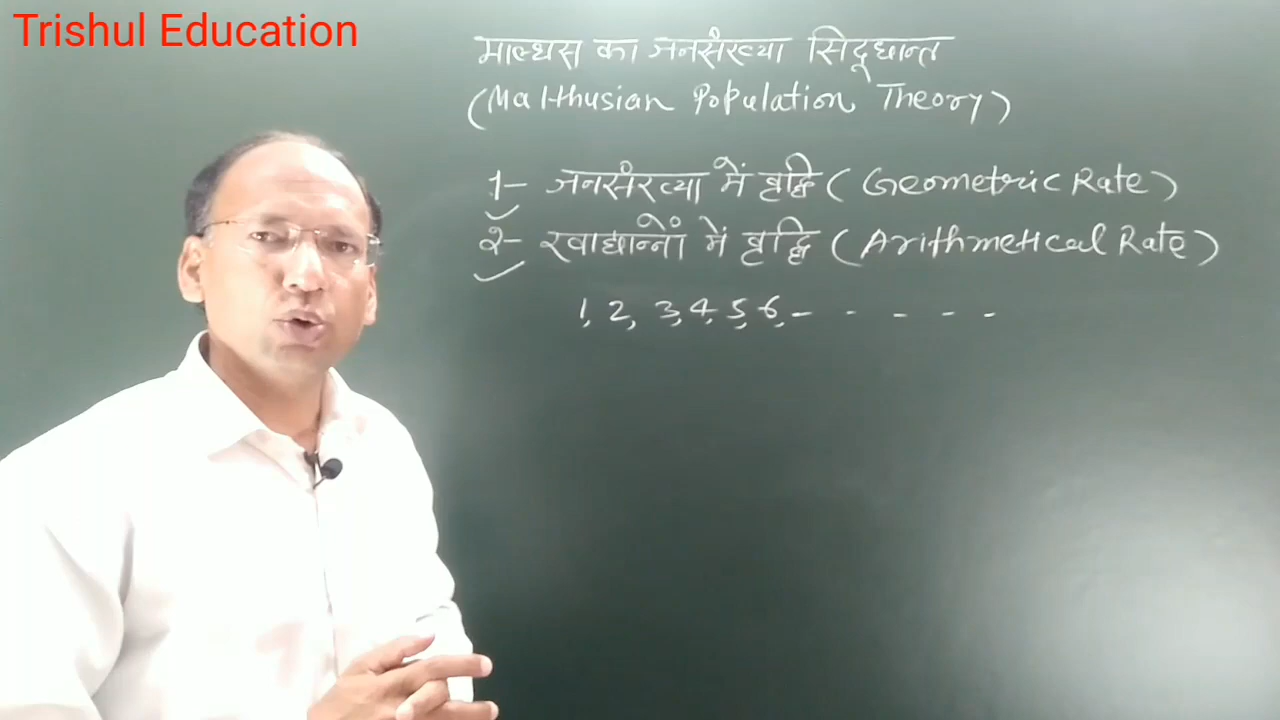 Trishul Education
माल्थस का जनसंख्या सिद्धान्त
(Malthusian Population Theory)
1- जनसंख्या में वृद्धि (Geometric Rate)
२- खाद्यान्नों में वृद्धि (Arithmetical Rate)
1, 2, 3, 4, 5, 6, - - - - -